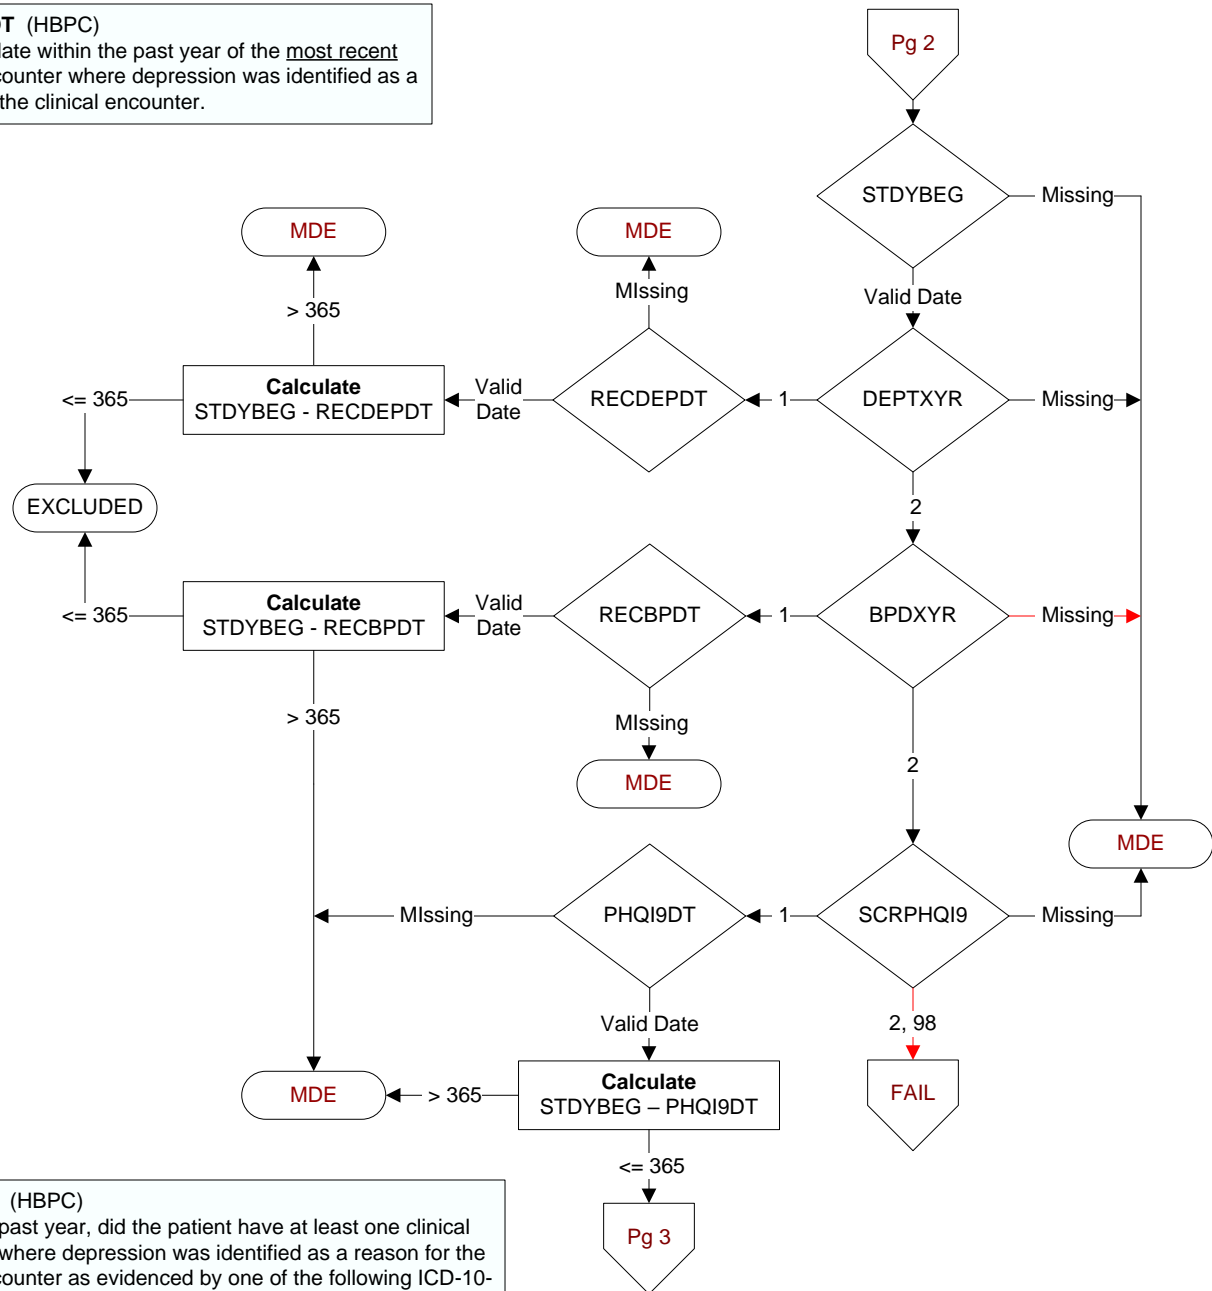 (HBPC)
late within the past year of the most recent
counter where depression was identified as a
the clinical encounter.
Pg 2
STDYBEG
Missing
MDE
MDE
MIssing
Valid Date
> 365
Calculate
STDYBEG - RECDEPDT
<= 365
Valid
Date
RECDEPDT
1
DEPTXYR
Missing
2
EXCLUDED
Calculate
STDYBEG - RECBPDT
<= 365
Valid
Date
RECBPDT
1
BPDXYR
Missing
> 365
MIssing
MDE
2
MDE
MIssing
PHQI9DT
1
SCRPHQI9
Missing
Valid Date
2, 98
MDE
> 365
Calculate
STDYBEG – PHQI9DT
FAIL
<= 365
Pg 3
(HBPC)
past year, did the patient have at least one clinical
where depression was identified as a reason for the
counter as evidenced by one of the following ICD-10-